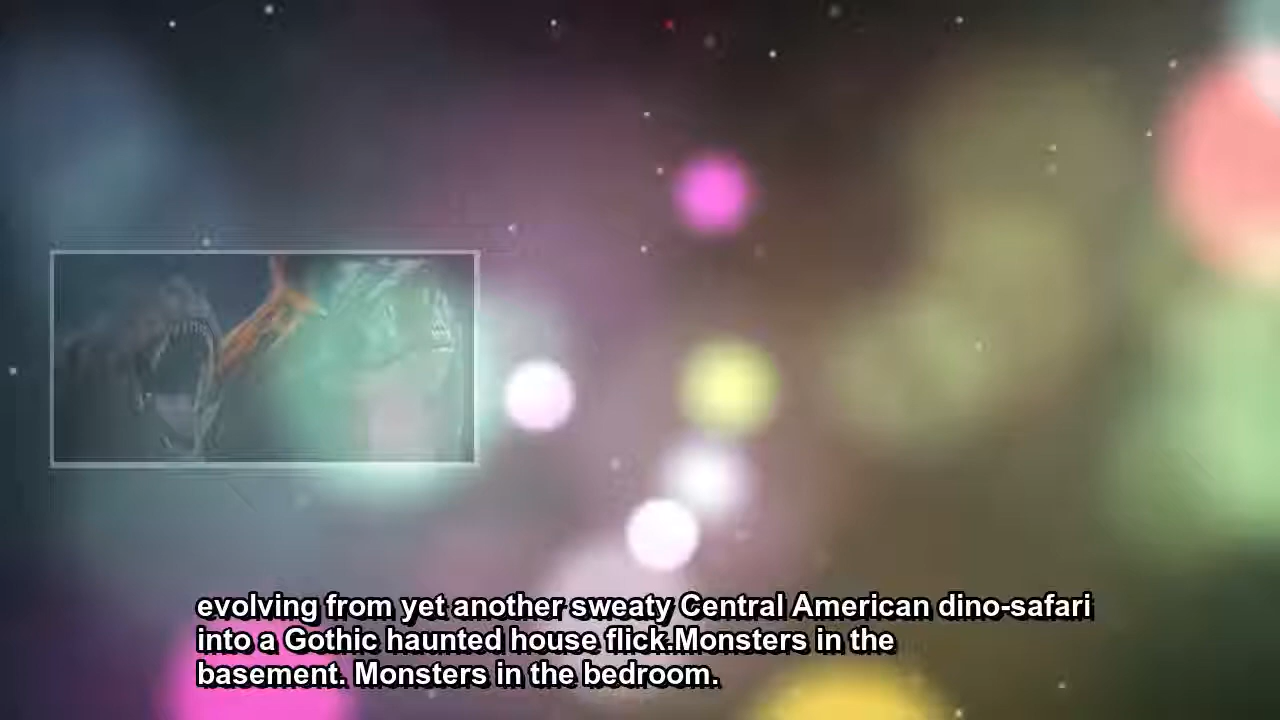 evolving from yet another sweaty Central American dino-safari
into a Gothic haunted house flick.Monsters in the
basement. Monsters in the bedroom.